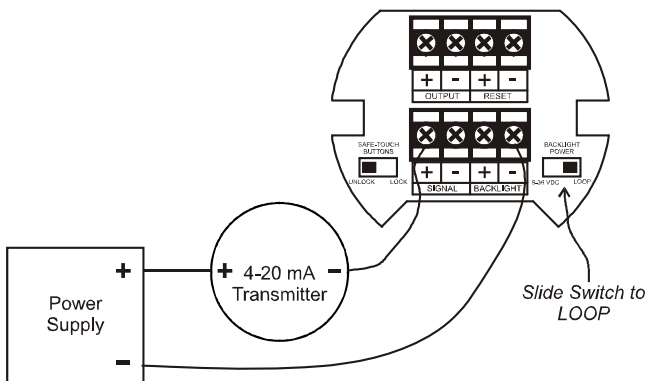 + - + -
OUTPUT RESET
SAFE-TOUCH
BUTTONS
UNLOCK LOCK
+ - + -
SIGNAL BACKLIGHT
BACKLIGHT
POWER
LOOP
+
Power
Supply
-
+ 4-20 mA -
Transmitter
Slide Switch to
LOOP